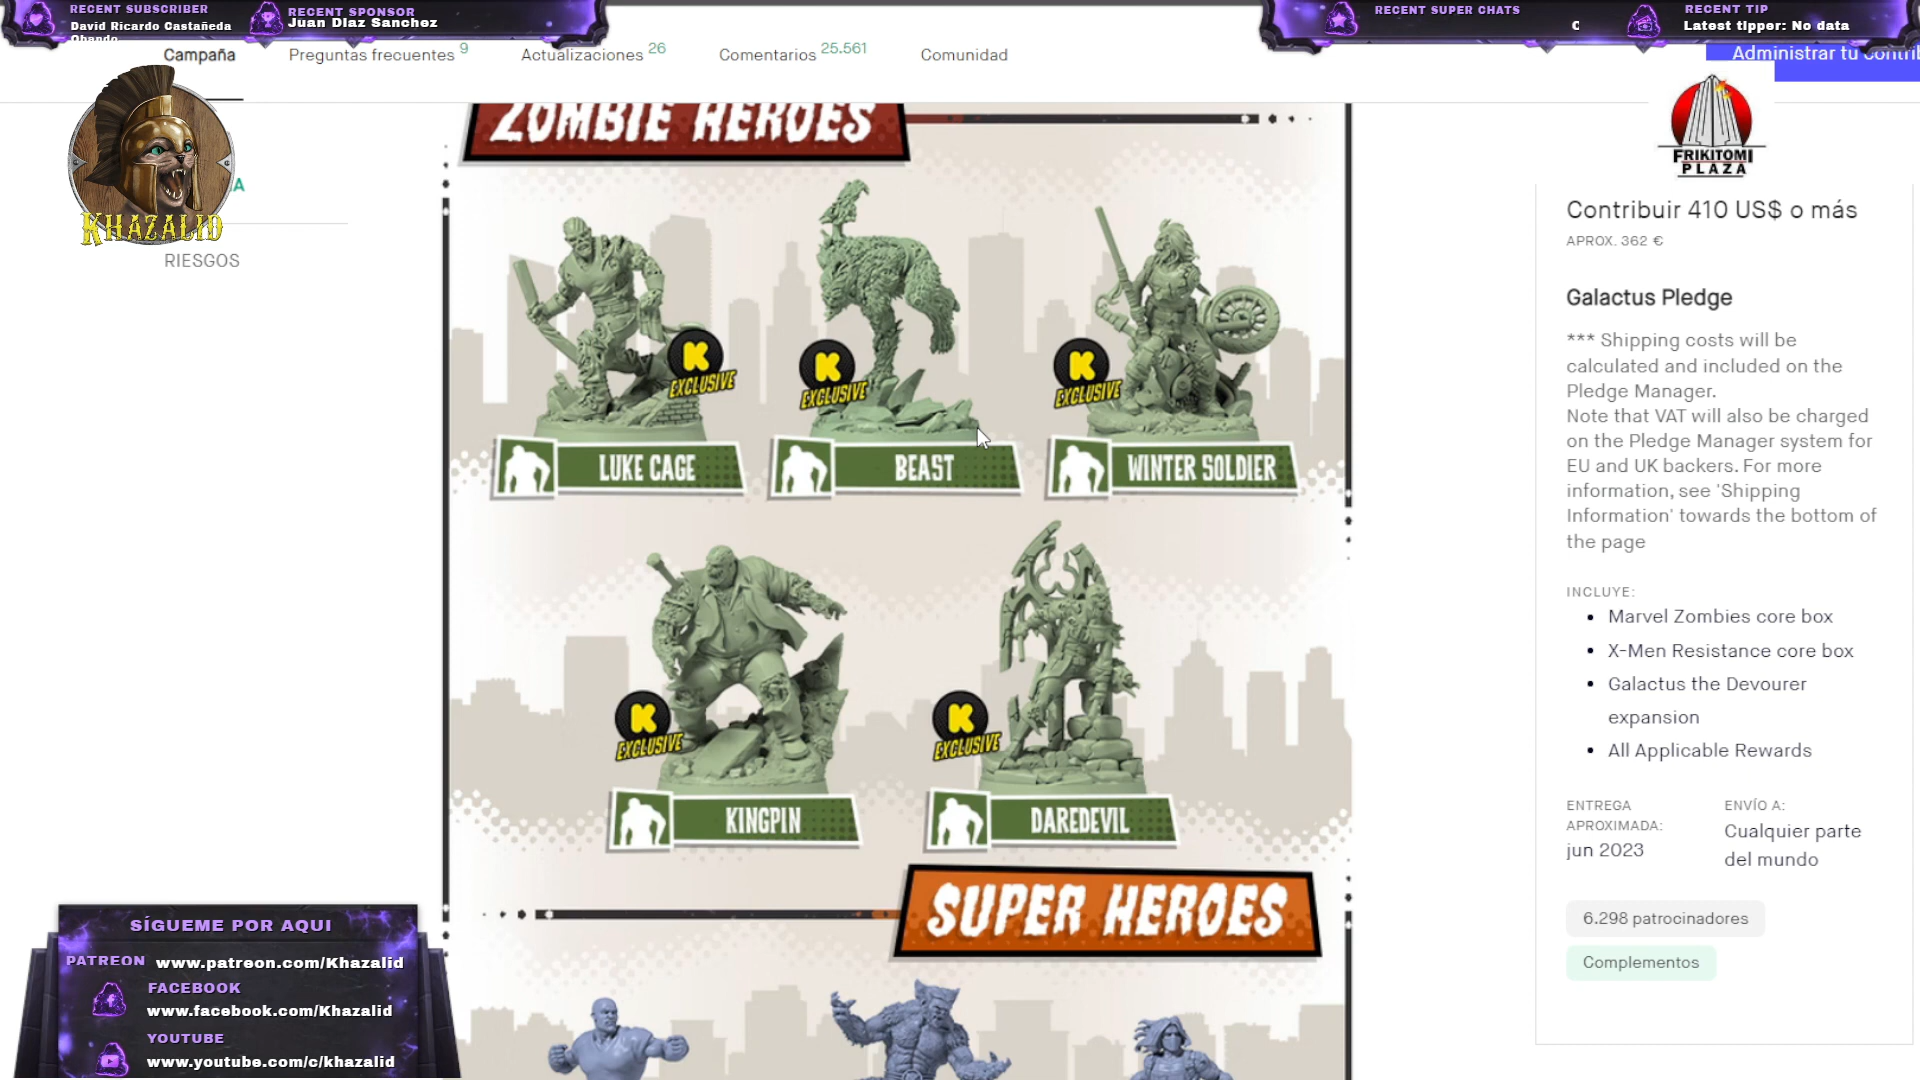 RECENT SUBSCRIBER
David Ricardo Castañeda
Obando
RECENT SPONSOR
Juan Diaz Sanchez
RECENT SUPER CHATS
C
RECENT TIP
Latest tipper: No data
Campaña
Preguntas frecuentes 9
Actualizaciones 26
Comentarios 25.561
Comunidad
Administrar tu contrib
KHAZALID
A
RIESGOS
FRIKITOMI
PLAZA
ZOMBIE HEROES
K EXCLUSIVE
K EXCLUSIVE
K EXCLUSIVE
LUKE CAGE
BEAST
WINTER SOLDIER
K EXCLUSIVE
K EXCLUSIVE
KINGPIN
DAREDEVIL
SUPER HEROES
Contribuir 410 US$ o más
APROX. 362 €
Galactus Pledge
*** Shipping costs will be
calculated and included on the
Pledge Manager.
Note that VAT will also be charged
on the Pledge Manager system for
EU and UK backers. For more
information, see 'Shipping
Information' towards the bottom of
the page
INCLUYE:
• Marvel Zombies core box
• X-Men Resistance core box
• Galactus the Devourer
expansion
• All Applicable Rewards
ENTREGA
APROXIMADA:
jun 2023
ENVÍO A:
Cualquier parte
del mundo
6.298 patrocinadores
Complementos
SÍGUEME POR AQUI
PATREON www.patreon.com/Khazalid
FACEBOOK
www.facebook.com/Khazalid
YOUTUBE
www.youtube.com/c/khazalid